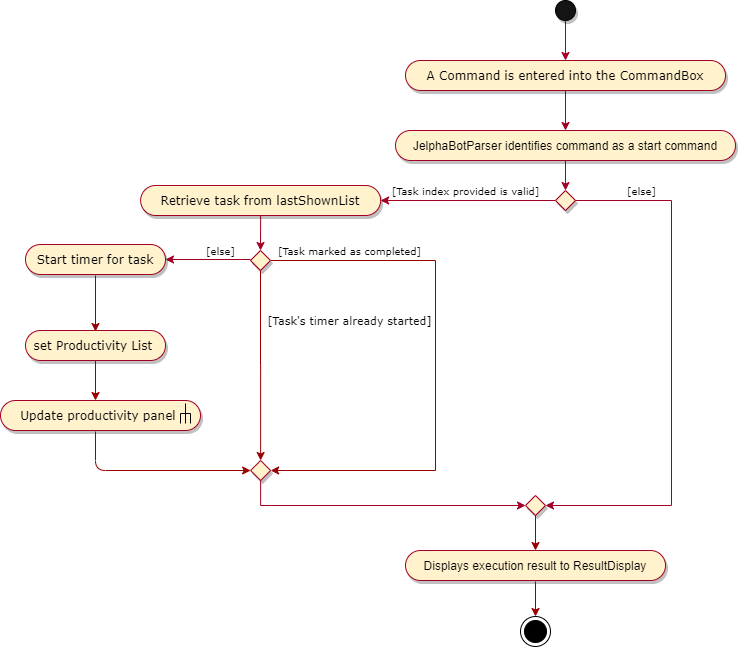 A Command is entered into the CommandBox
JelphaBotParser identifies command as a start command
[Task index provided is valid]
[else]
Retrieve task from lastShownList
[else]
[Task marked as completed]
Start timer for task
[Task's timer already started]
set Productivity List
Update productivity panel
Displays execution result to ResultDisplay